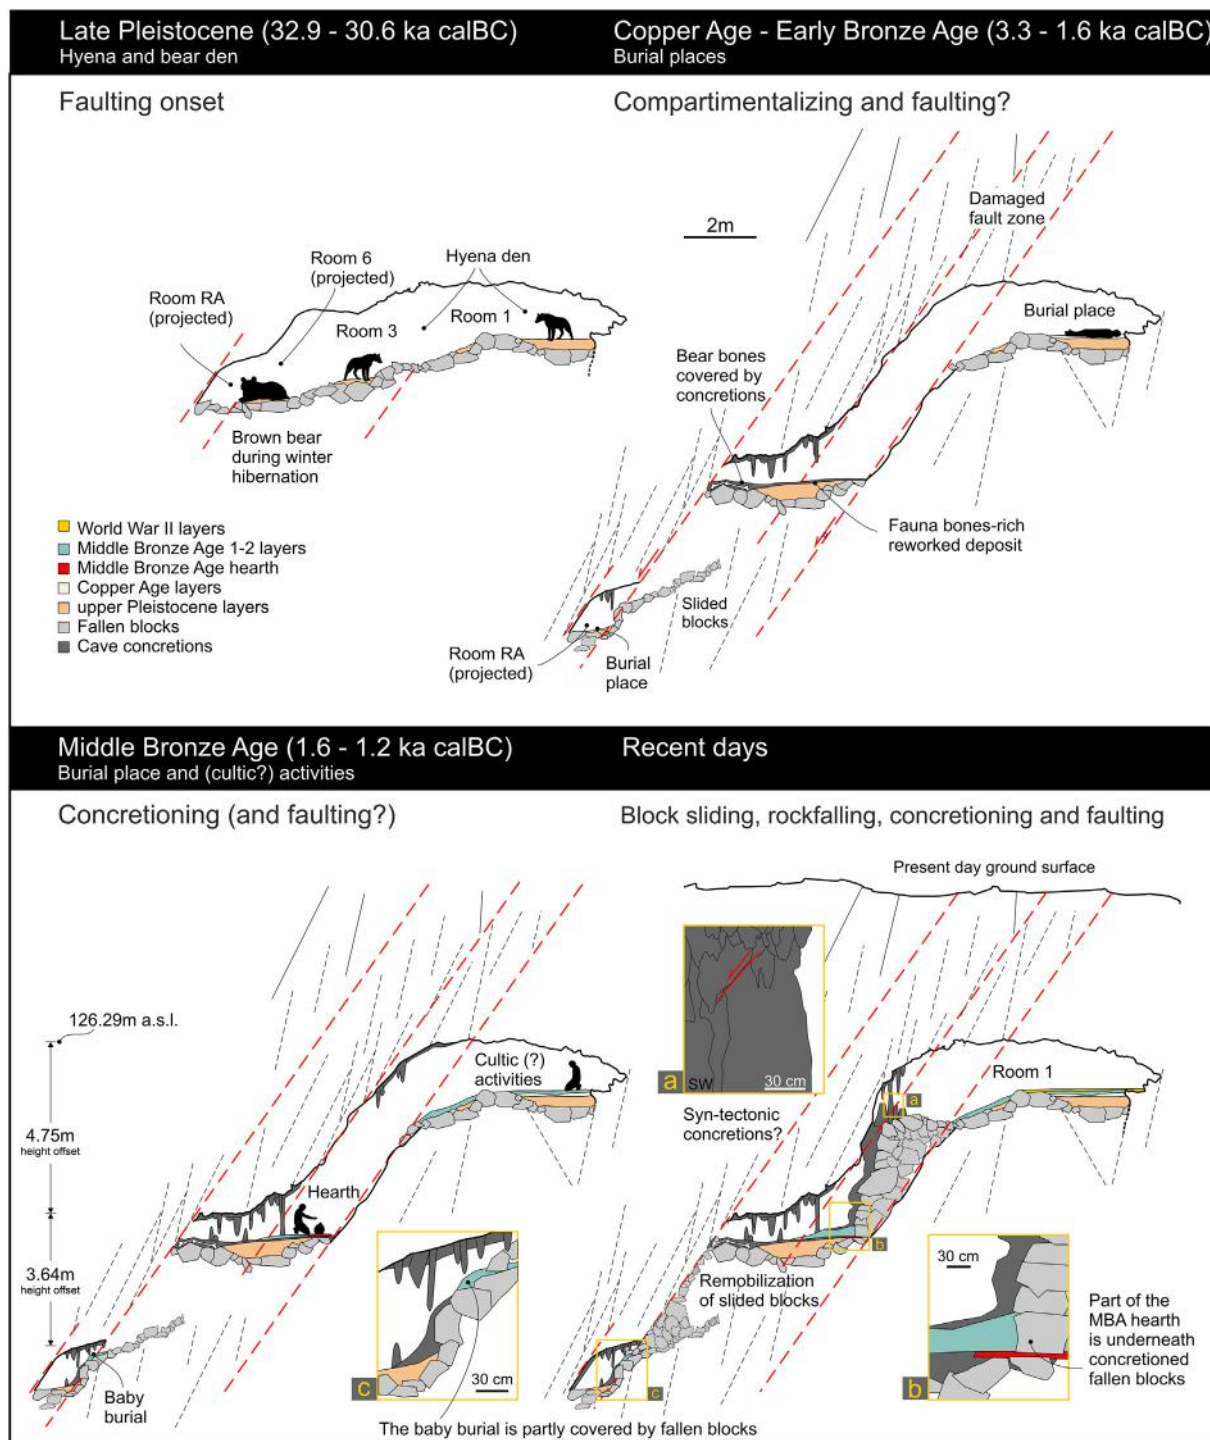 Late Pleistocene (32.9 - 30.6 ka calBC)
Hyena and bear den
Faulting onset
Room 6
(projected)
Hyena den
Room RA
(projected)
Room 3
Room 1
Brown bear
during winter
hibernation
World War II layers
Middle Bronze Age 1-2 layers
Middle Bronze Age hearth
Copper Age layers
upper Pleistocene layers
Fallen blocks
Cave concretions
Copper Age - Early Bronze Age (3.3 - 1.6 ka calBC)
Burial places
Compartimentalizing and faulting?
2m
Damaged
fault zone
Burial place
Bear bones
covered by
concretions
Fauna bones-rich
reworked deposit
Slided
blocks
Room RA
(projected)
Burial
place
Middle Bronze Age (1.6 - 1.2 ka calBC)
Burial place and (cultic?) activities
Concretioning (and faulting?)
126.29m a.s.l.
Cultic (?)
activities
4.75m
height offset
Hearth
3.64m
height offset
Baby
burial
c
30 cm
The baby burial is partly covered by fallen blocks
Recent days
Block sliding, rockfalling, concretioning and faulting
Present day ground surface
a
SW
30 cm
Syn-tectonic
concretions?
Room 1
a
b
Remobilization
of slided blocks
c
30 cm
b
Part of the
MBA hearth
is underneath
concretioned
fallen blocks